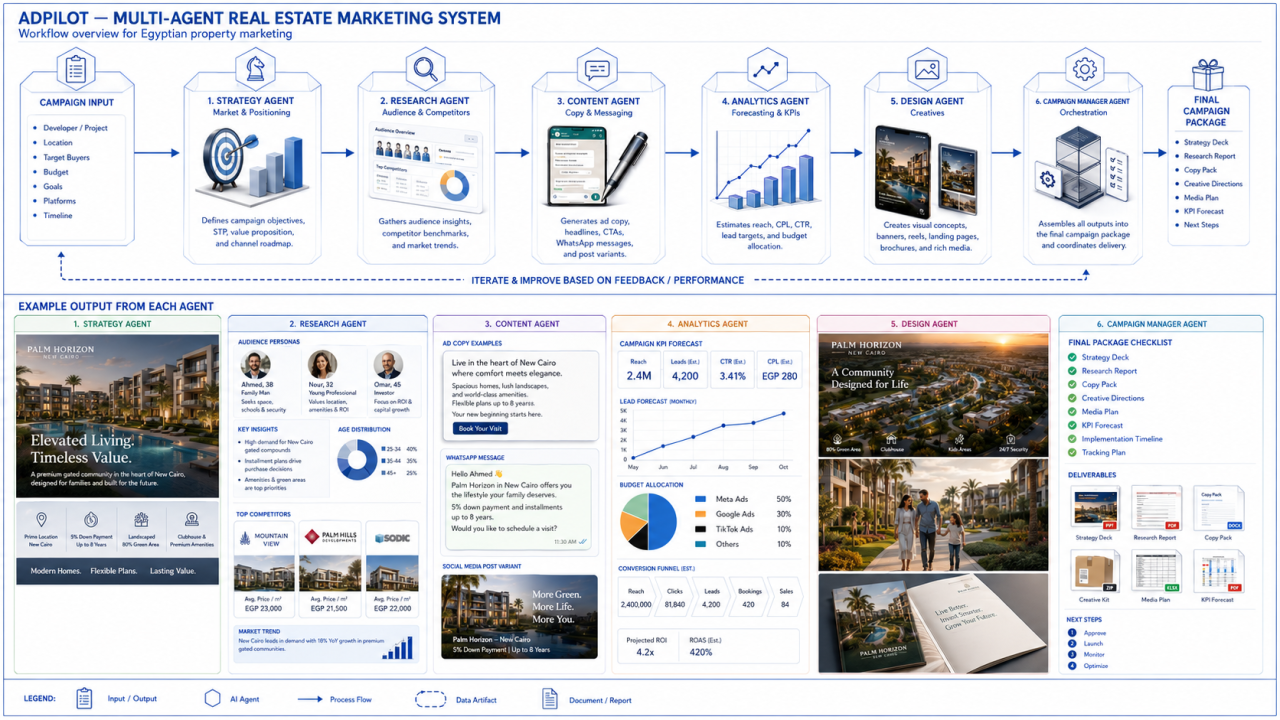 ADPILOT — MULTI-AGENT REAL ESTATE MARKETING SYSTEM
Workflow overview for Egyptian property marketing
CAMPAIGN INPUT
• Developer / Project
• Location
• Target Buyers
• Budget
• Goals
• Platforms
• Timeline
1. STRATEGY AGENT
Market & Positioning
Defines campaign objectives,
STP, value proposition,
and channel roadmap.
2. RESEARCH AGENT
Audience & Competitors
Audience Overview
Top Competitors
Gathers audience insights,
competitor benchmarks,
and market trends.
3. CONTENT AGENT
Copy & Messaging
Generates ad copy,
headlines, CTAs,
WhatsApp messages,
and post variants.
4. ANALYTICS AGENT
Forecasting & KPIs
Estimates reach, CPL, CTR,
lead targets, and budget
allocation.
5. DESIGN AGENT
Creatives
Creates visual concepts,
banners, reels, landing pages,
brochures, and rich media.
6. CAMPAIGN MANAGER AGENT
Orchestration
Assembles all outputs into
the final campaign package
and coordinates delivery.
FINAL
CAMPAIGN
PACKAGE
• Strategy Deck
• Research Report
• Copy Pack
• Creative Directions
• Media Plan
• KPI Forecast
• Next Steps
ITERATE & IMPROVE BASED ON FEEDBACK / PERFORMANCE
EXAMPLE OUTPUT FROM EACH AGENT
1. STRATEGY AGENT
PALM HORIZON
NEW CAIRO
Elevated Living.
Timeless Value.
A premium gated community in the heart of New Cairo,
designed for families and built for the future.
Prime Location
New Cairo
5% Down Payment
Up to 8 Years
Landscaped
80% Green Area
Clubhouse &
Premium Amenities
Modern Homes. Flexible Plans. Lasting Value.
2. RESEARCH AGENT
AUDIENCE PERSONAS
Ahmed, 38
Family Man
Seeks space,
schools & security
Nour, 32
Young Professional
Values location,
amenities & ROI
Omar, 45
Investor
Focus on ROI &
capital growth
KEY INSIGHTS
• High demand for New Cairo
gated compounds
• Installment plans drive
purchase decisions
• Amenities & green areas
are top priorities
AGE DISTRIBUTION
25-34 40%
35-44 35%
45+ 25%
TOP COMPETITORS
MOUNTAIN
VIEW
PALM HILLS
DEVELOPMENTS
SODIC
Avg. Price / m²
EGP 23,000
Avg. Price / m²
EGP 21,500
Avg. Price / m²
EGP 22,000
MARKET TREND
New Cairo leads in demand with 18% YoY growth in premium
gated communities.
3. CONTENT AGENT
AD COPY EXAMPLES
Live in the heart of New Cairo
where comfort meets elegance.
Spacious homes, lush landscapes,
and world-class amenities.
Flexible plans up to 8 yearss.
Your new beginning starts here.
Book Your Visit
WHATSAPP MESSAGE
Hello Ahmed 👋
Palm Horizon in New Cairo offers you
the lifestyle your family deserves.
5% down payment and installments
up to 8 years.
Would you like to schedule a visit?
11:30 AM
SOCIAL MEDIA POST VARIANT
More Green.
More Life.
More You.
Palm Horizon – New Cairo
5% Down Payment | Up to 8 Years
4. ANALYTICS AGENT
CAMPAIGN KPI FORECAST
Reach
2.4M
Leads (Est.)
4,200
CTR (Est.)
3.41%
CPL (Est.)
EGP 280
LEAD FORECAST (MONTHLY)
5K
4K
3K
2K
1K
0
May Jun Jul Aug Sep Oct
BUDGET ALLOCATION
Meta Ads 50%
Google Ads 30%
TikTok Ads 10%
Others 10%
CONVERSION FUNNEL (EST.)
Reach
2,400,000
Clicks
81,840
Leads
4,200
Bookings
420
Sales
84
Projected ROI
4.2x
ROAS (Est.)
420%
5. DESIGN AGENT
PALM HORIZON
NEW CAIRO
A Community
Designed for Life
80% Green Area
Clubhouse
Kids Areas
24/7 Security
PALM HORIZON
NEW CAIRO
Live Better.
Invest Smarter.
Grow Your Future.
6. CAMPAIGN MANAGER AGENT
FINAL PACKAGE CHECKLIST
Strategy Deck
Research Report
Copy Pack
Creative Directions
Media Plan
KPI Forecast
Implementation Timeline
Tracking Plan
DELIVERABLES
PPT
Strategy Deck
PDF
Research Report
Copy Pack
DOCX
Copy Pack
ZIP
Creative Kit
XLSX
Media Plan
PDF
KPI Forecast
NEXT STEPS
1 Approve
2 Launch
3 Monitor
4 Optimize
LEGEND:
Input / Output
AI Agent
Process Flow
Data Artifact
Document / Report